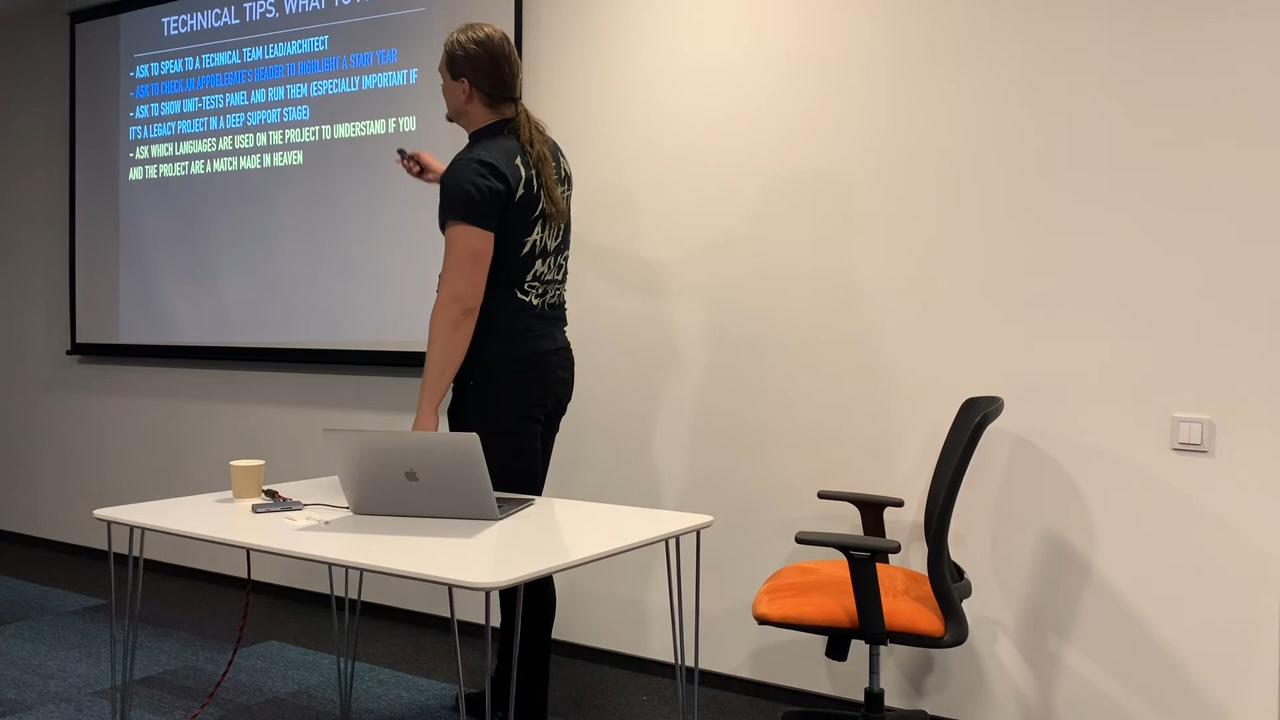 TECHNICAL TIPS, WHAT TO
- ASK TO SPEAK TO A TECHNICAL TEAM LEAD/ARCHITECT
- ASK TO CHECK AN APPDELEGATE'S HEADER TO HIGHLIGHT A START YEAR
- ASK TO SHOW UNIT-TESTS PANEL AND RUN THEM (ESPECIALLY IMPORTANT IF
IT'S A LEGACY PROJECT IN A DEEP SUPPORT STAGE)
- ASK WHICH LANGUAGES ARE USED ON THE PROJECT TO UNDERSTAND IF YOU
AND THE PROJECT ARE A MATCH MADE IN HEAVEN
AND